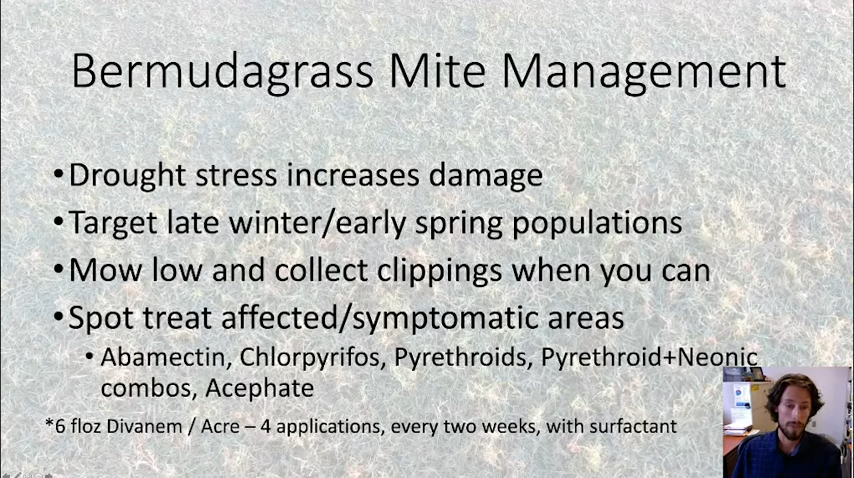 Bermudagrass Mite Management
•Drought stress increases damage
•Target late winter/early spring populations
•Mow low and collect clippings when you can
•Spot treat affected/symptomatic areas
• Abamectin, Chlorpyrifos, Pyrethroids, Pyrethroid+Neonic
combos, Acephate
*6 floz Divanem / Acre – 4 applications, every two weeks, with surfactant